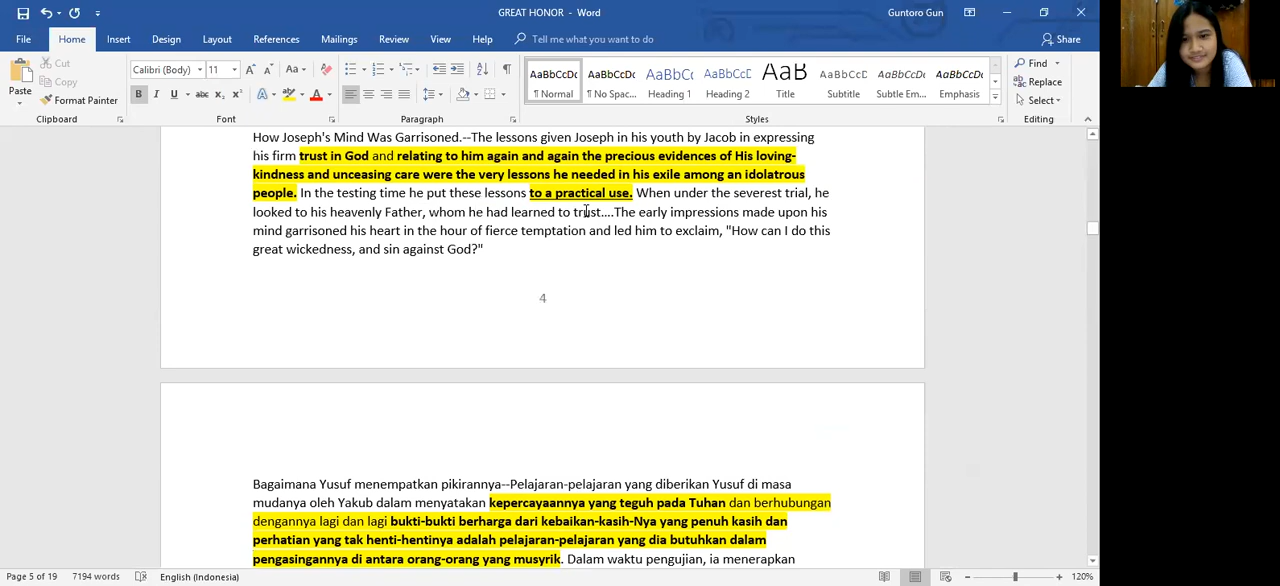 GREAT HONOR - Word
Guntoro Gun
File Home Insert Design Layout References Mailings Review View Help Tell me what you want to do Share
Paste Cut Copy Format Painter
Clipboard
Calibri (Body) 11
Font
Paragraph
AaBbCcDc AaBbCcDc AaBbCc AaBbCcD AaB AaBbCcD AaBbCcDc AaBbCcDc
¶ Normal ¶ No Spac... Heading 1 Heading 2 Title Subtitle Subtle Em... Emphasis
Styles
Find
Replace
Select
Editing
How Joseph's Mind Was Garrisoned.--The lessons given Joseph in his youth by Jacob in expressing
his firm trust in God and relating to him again and again the precious evidences of His loving-
kindness and unceasing care were the very lessons he needed in his exile among an idolatrous
people. In the testing time he put these lessons to a practical use. When under the severest trial, he
looked to his heavenly Father, whom he had learned to trust....The early impressions made upon his
mind garrisoned his heart in the hour of fierce temptation and led him to exclaim, "How can I do this
great wickedness, and sin against God?"
4
Bagaimana Yusuf menempatkan pikirannya--Pelajaran-pelajaran yang diberikan Yusuf di masa
mudanya oleh Yakub dalam menyatakan kepercayaannya yang teguh pada Tuhan dan berhubungan
dengannya lagi dan lagi bukti-bukti berharga dari kebaikan-kasih-Nya yang penuh kasih dan
perhatian yang tak henti-hentinya adalah pelajaran-pelajaran yang dia butuhkan dalam
pengasingannya di antara orang-orang yang musyrik. Dalam waktu pengujian, ia menerapkan
Page 5 of 19 7194 words English (Indonesia) 120%